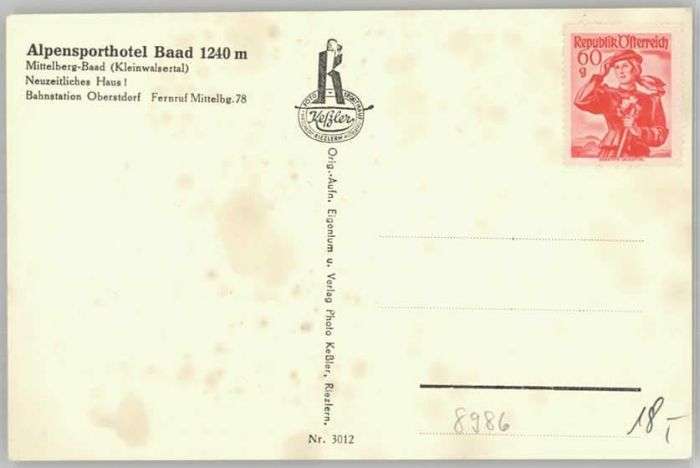 Alpensporthotel Baad 1240 m
Mittelberg-Baad (Kleinwalsertal)
Neuzeitliches Haus!
Bahnstation Oberstdorf Fernruf Mittelbg. 78
Keßler
Orig.-Aufn. Eigentum u. Verlag Photo Keßler, Riezlern.
Nr. 3012
Republik Österreich
60
g
8986
18,-